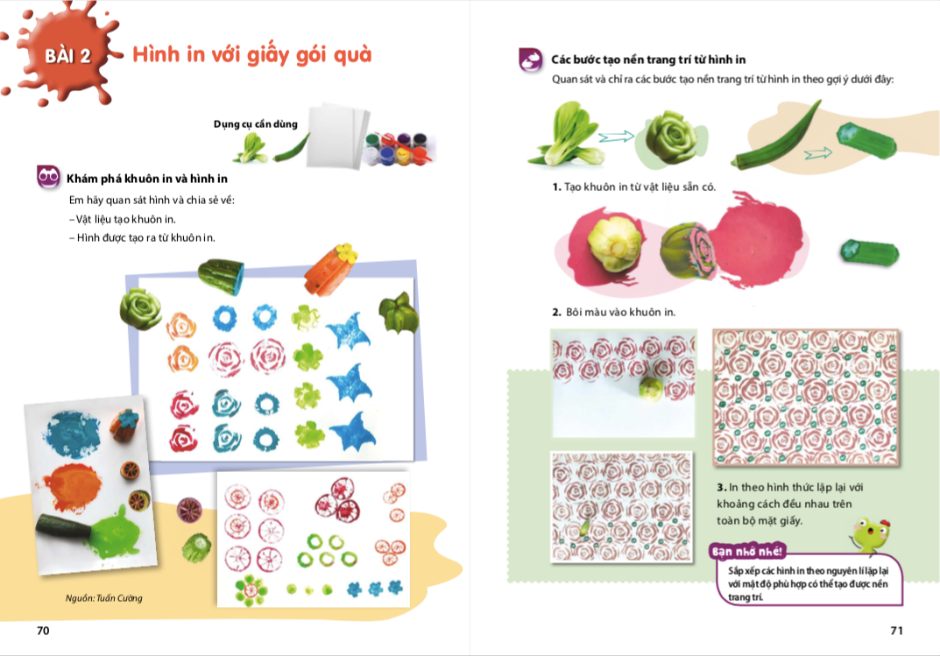 BÀI 2
Hình in với giấy gói quà
Dụng cụ cần dùng
Khám phá khuôn in và hình in
Em hãy quan sát hình và chia sẻ về:
– Vật liệu tạo khuôn in.
– Hình được tạo ra từ khuôn in.
Nguồn: Tuấn Cường
70
Các bước tạo nền trang trí từ hình in
Quan sát và chỉ ra các bước tạo nền trang trí từ hình in theo gợi ý dưới đây:
1. Tạo khuôn in từ vật liệu sẵn có.
2. Bôi màu vào khuôn in.
3. In theo hình thức lặp lại với
khoảng cách đều nhau trên
toàn bộ mặt giấy.
Bạn nhớ nhé!
Sắp xếp các hình in theo nguyên lí lặp lại
với mật độ phù hợp có thể tạo được nền
trang trí.
71